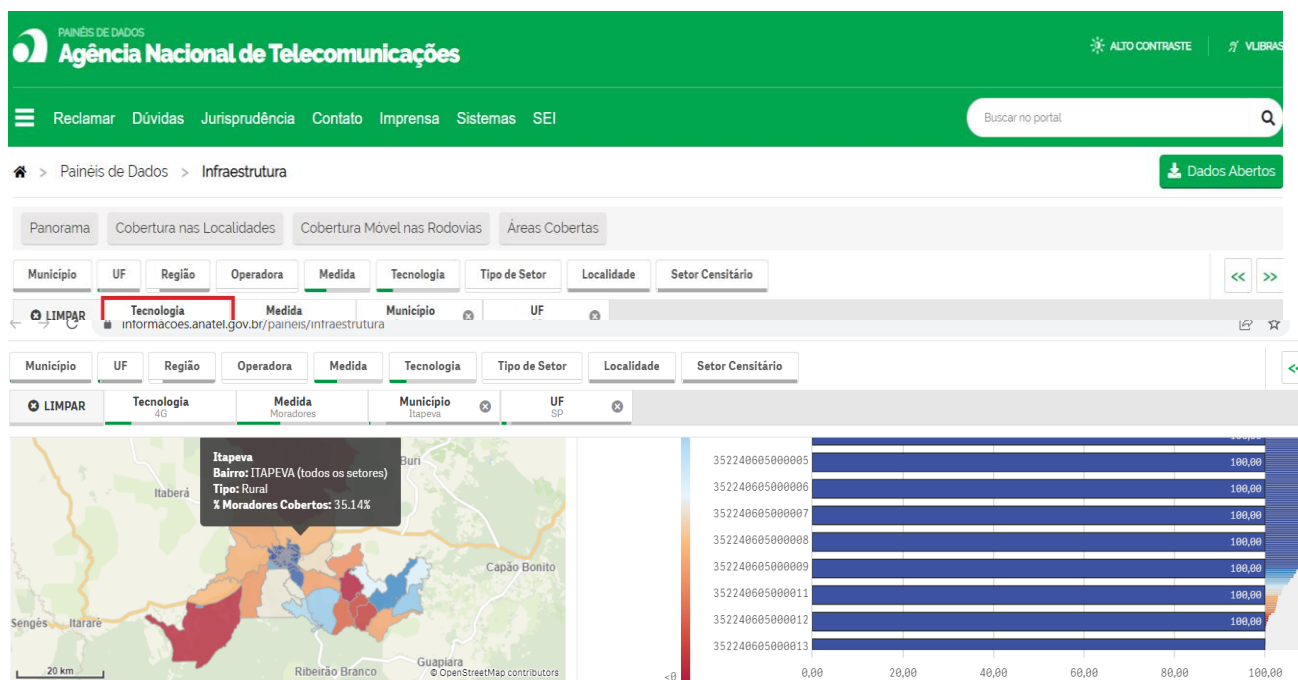 PAINÉIS DE DADOS
Agência Nacional de Telecomunicações
ALTO CONTRASTE
VLIBRAS
Reclamar Dúvidas Jurisprudência Contato Imprensa Sistemas SEI
Buscar no portal
> Painéis de Dados > Infraestrutura
Dados Abertos
Panorama Cobertura nas Localidades Cobertura Móvel nas Rodovias Áreas Cobertas
Município UF Região Operadora Medida Tecnologia Tipo de Setor Localidade Setor Censitário << >>
LIMPAR Tecnologia Medida Município UF
informacoes.anatel.gov.br/paineis/infraestrutura
Município UF Região Operadora Medida Tecnologia Tipo de Setor Localidade Setor Censitário
LIMPAR
Tecnologia
4G
Medida
Moradores
Município
Itapeva
UF
SP
Itapeva
Bairro: ITAPEVA (todos os setores)
Tipo: Rural
% Moradores Cobertos: 35.14%
Buri
Itaberá
Capão Bonito
Sengés
Itararé
Guapiara
Ribeirão Branco
20 km
© OpenStreetMap contributors
<0
352240605000005 100,00
352240605000006 100,00
352240605000007 100,00
352240605000008 100,00
352240605000009 100,00
352240605000011 100,00
352240605000012 100,00
352240605000013
0,00 20,00 40,00 60,00 80,00 100,00